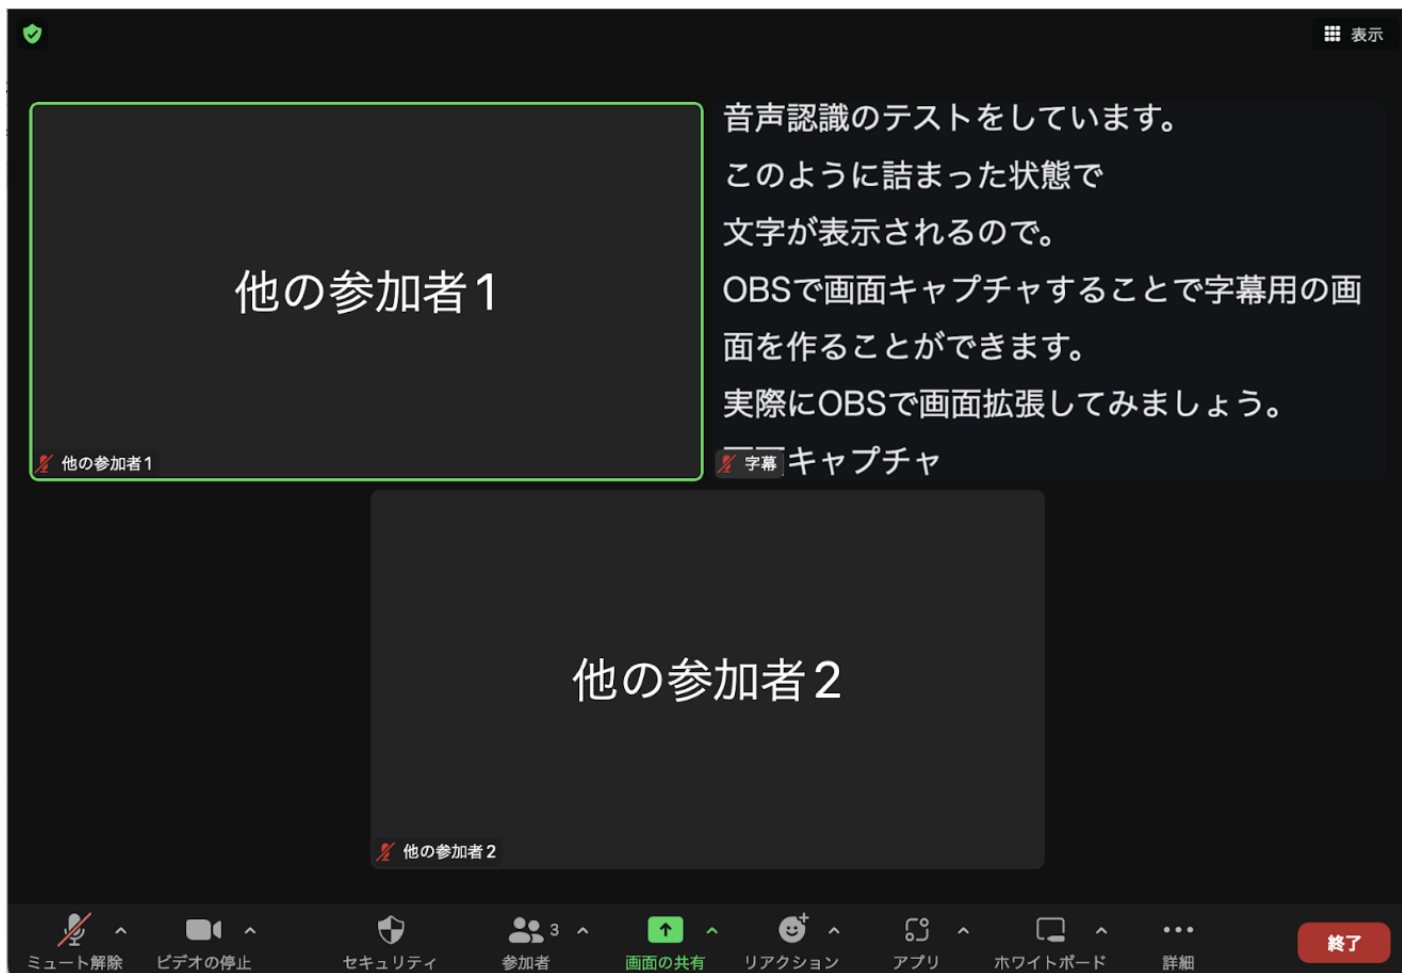 表示
他の参加者1
他の参加者1
音声認識のテストをしています。
このように詰まった状態で
文字が表示されるので。
OBSで画面キャプチャすることで字幕用の画
面を作ることができます。
実際にOBSで画面拡張してみましょう。
キャプチャ
字幕
他の参加者2
他の参加者2
ミュート解除
ビデオの停止
セキュリティ
参加者
3
画面の共有
リアクション
アプリ
ホワイトボード
詳細
終了